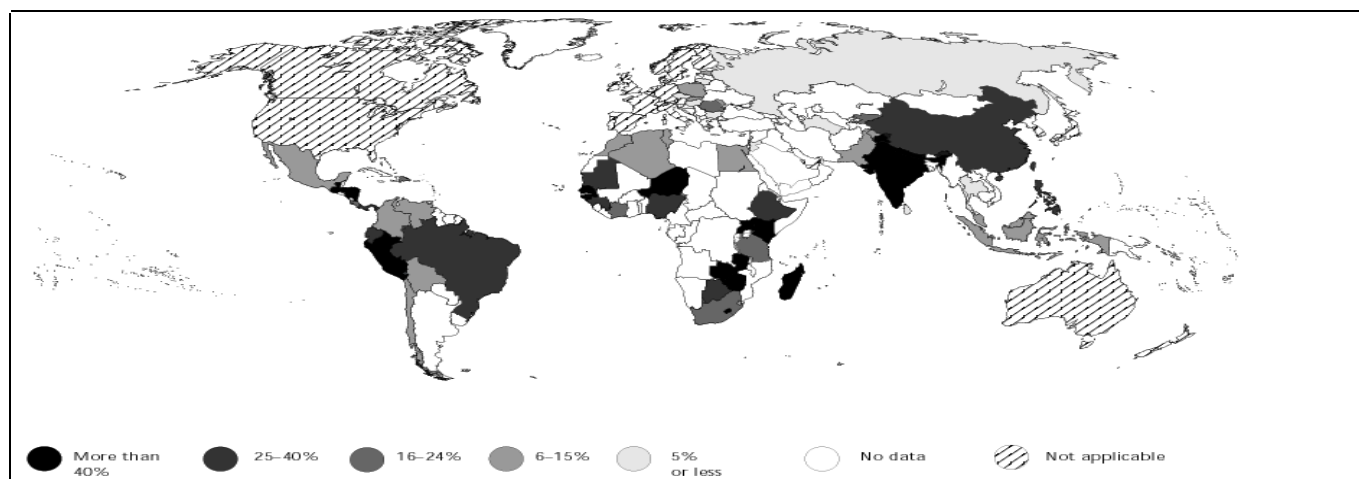 More than
40%
25–40%
16–24%
6–15%
5%
or less
No data
Not applicable